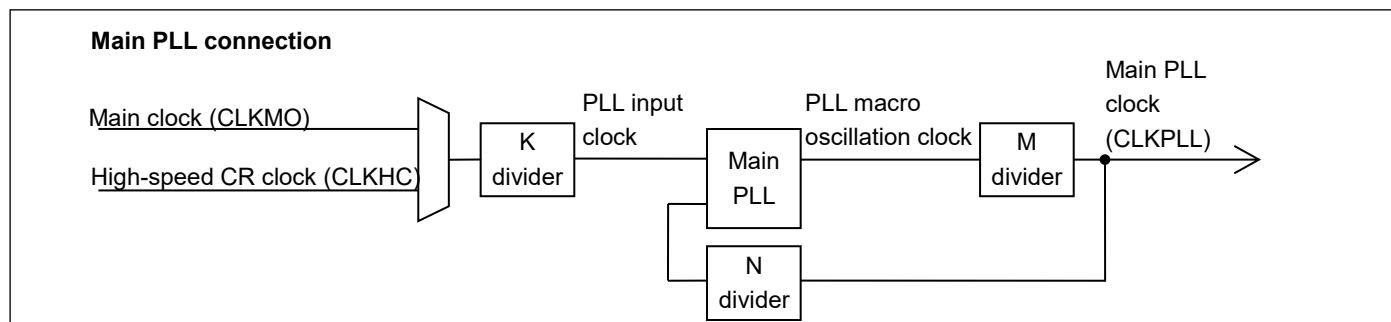 Main PLL connection
Main clock (CLKMO)
High-speed CR clock (CLKHC)
K
divider
PLL input
clock
Main
PLL
PLL macro
oscillation clock
M
divider
Main PLL
clock
(CLKPLL)
N
divider